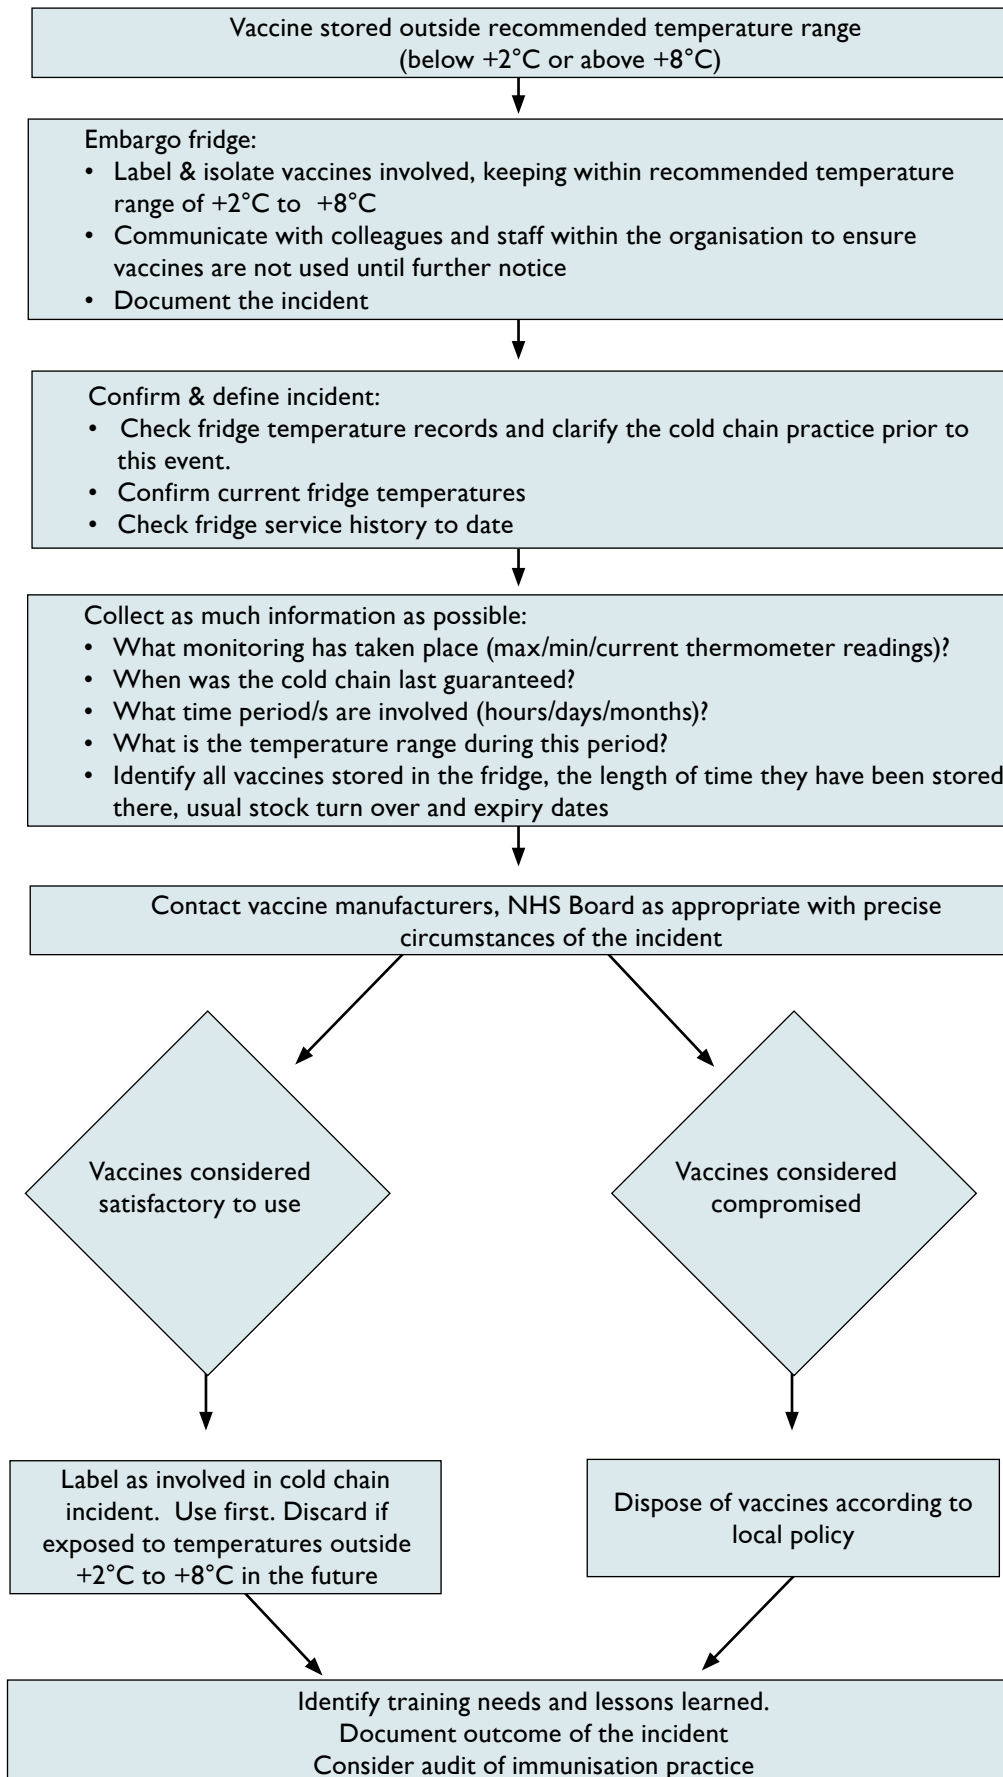 Vaccine stored outside recommended temperature range
(below +2°C or above +8°C)
Embargo fridge:
• Label & isolate vaccines involved, keeping within recommended temperature
range of +2°C to +8°C
• Communicate with colleagues and staff within the organisation to ensure
vaccines are not used until further notice
• Document the incident
Confirm & define incident:
• Check fridge temperature records and clarify the cold chain practice prior to
this event.
• Confirm current fridge temperatures
• Check fridge service history to date
Collect as much information as possible:
• What monitoring has taken place (max/min/current thermometer readings)?
• When was the cold chain last guaranteed?
• What time period/s are involved (hours/days/months)?
• What is the temperature range during this period?
• Identify all vaccines stored in the fridge, the length of time they have been stored
there, usual stock turn over and expiry dates
Contact vaccine manufacturers, NHS Board as appropriate with precise
circumstances of the incident
Vaccines considered
satisfactory to use
Vaccines considered
compromised
Label as involved in cold chain
incident. Use first. Discard if
exposed to temperatures outside
+2°C to +8°C in the future
Dispose of vaccines according to
local policy
Identify training needs and lessons learned.
Document outcome of the incident
Consider audit of immunisation practice